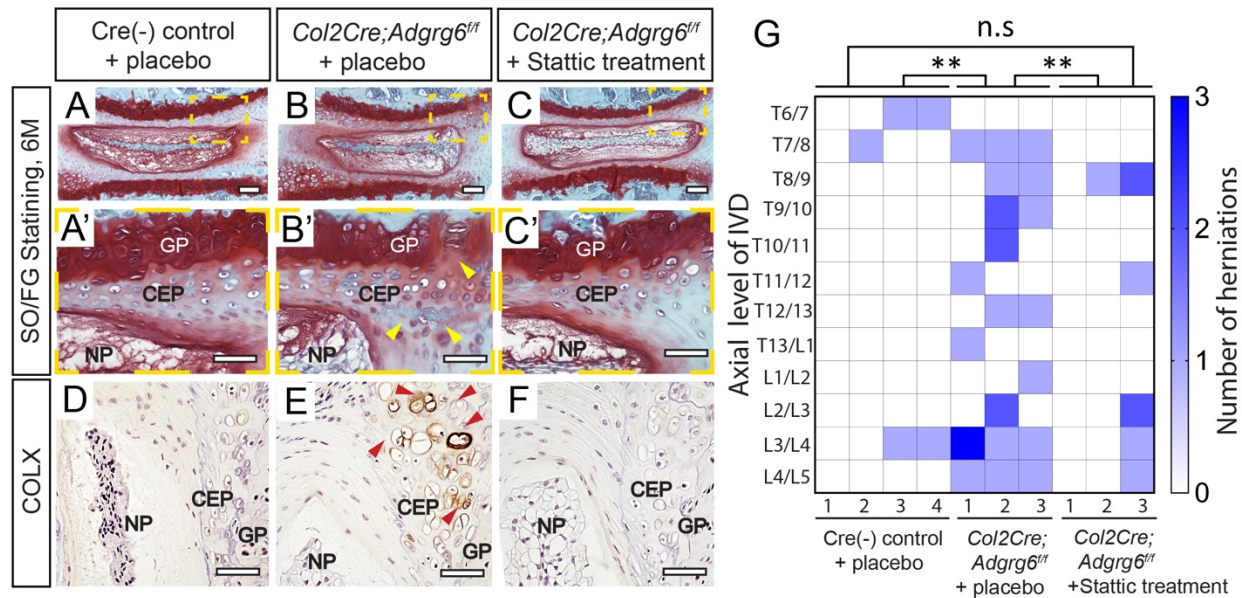 Cre(-) control
+ placebo
Col2Cre;Adgrg6f/f
+ placebo
Col2Cre;Adgrg6f/f
+ Stattic treatment
SO/FG Statining, 6M
A
B
C
A'
GP
CEP
NP
B'
GP
CEP
NP
C'
GP
CEP
NP
COLX
D
NP
CEP
GP
E
NP
CEP
GP
F
NP
CEP
GP
G
n.s
**
**
Axial level of IVD
T6/7
T7/8
T8/9
T9/10
T10/11
T11/12
T12/13
T13/L1
L1/L2
L2/L3
L3/L4
L4/L5
1 2 3 4 1 2 3 1 2 3
Cre(-) control
+ placebo
Col2Cre;
Adgrg6f/f
+ placebo
Col2Cre;
Adgrg6f/f
+Stattic treatment
3
2
1
0
Number of herniations